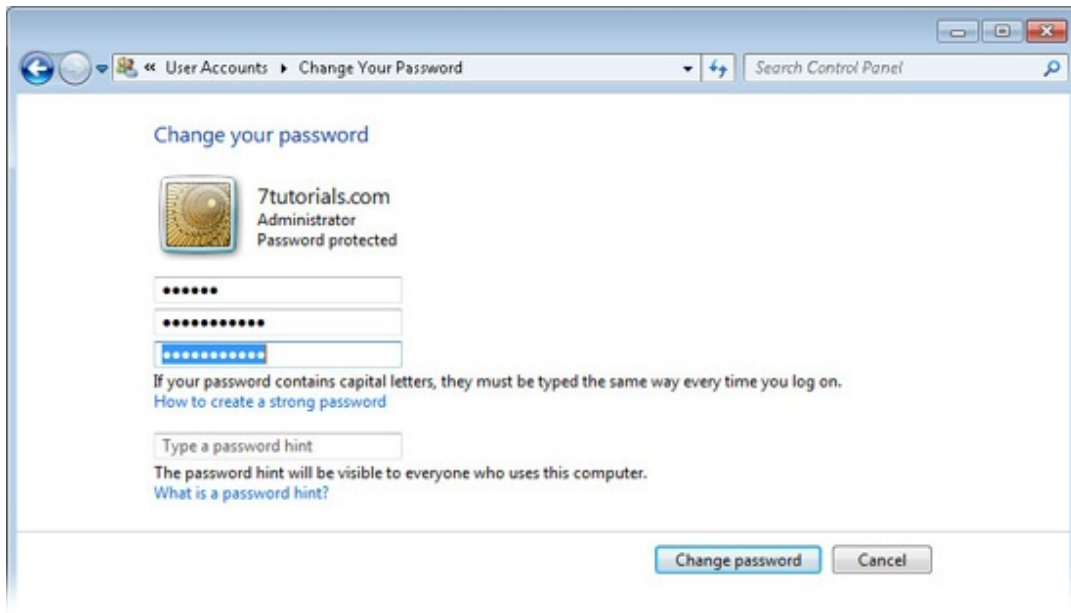 « User Accounts ▸ Change Your Password
Search Control Panel
Change your password
7tutorials.com
Administrator
Password protected
••••••
•••••••••••
•••••••••••
If your password contains capital letters, they must be typed the same way every time you log on.
How to create a strong password
Type a password hint
The password hint will be visible to everyone who uses this computer.
What is a password hint?
Change password
Cancel